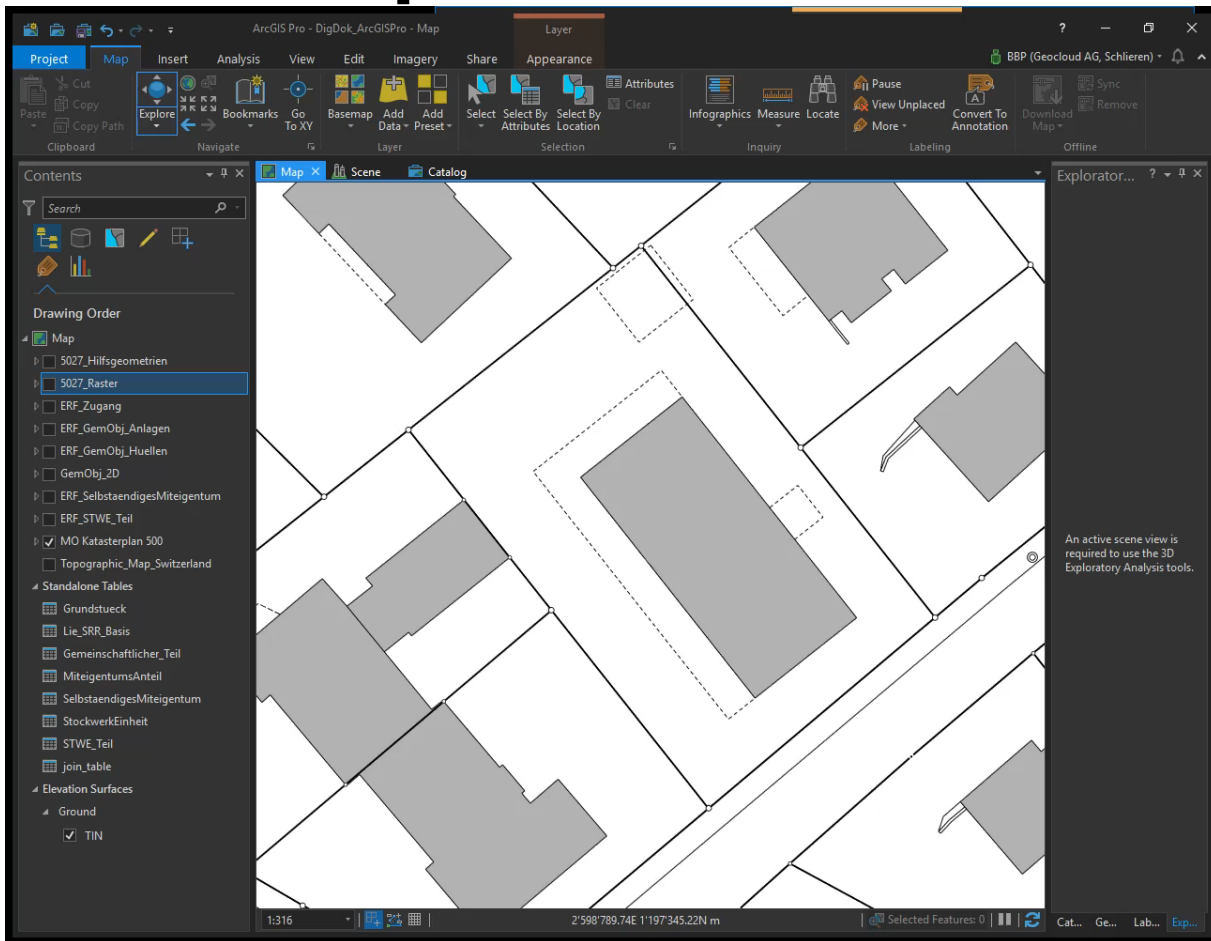 ArcGIS Pro - DigDok_ArcGISPro - Map
Layer
?
Project Map Insert Analysis View Edit Imagery Share Appearance
BBP (Geocloud AG, Schlieren)
Paste
Cut
Copy
Copy Path
Clipboard
Explore
Bookmarks
Go To XY
Navigate
Basemap
Add Data
Add Preset
Layer
Select
Select By Attributes
Select By Location
Attributes
Clear
Selection
Infographics
Measure
Locate
Inquiry
Pause
View Unplaced
More
Convert To Annotation
Labeling
Download Map
Sync
Remove
Offline
Contents
Search
Drawing Order
Map
5027_Hilfsgeometrien
5027_Raster
ERF_Zugang
ERF_GemObj_Anlagen
ERF_GemObj_Huellen
GemObj_2D
ERF_SelbstaendigesMiteigentum
ERF_STWE_Teil
MO Katasterplan 500
Topographic_Map_Switzerland
Standalone Tables
Grundstueck
Lie_SRR_Basis
Gemeinschaftlicher_Teil
MiteigentumsAnteil
SelbstaendigesMiteigentum
StockwerkEinheit
STWE_Teil
join_table
Elevation Surfaces
Ground
TIN
Map Scene Catalog
1:316
2'598'789.74E 1'197'345.22N m
Selected Features: 0
Explorator... ?
An active scene view is
required to use the 3D
Exploratory Analysis tools.
Cat... Ge... Lab... Exp...